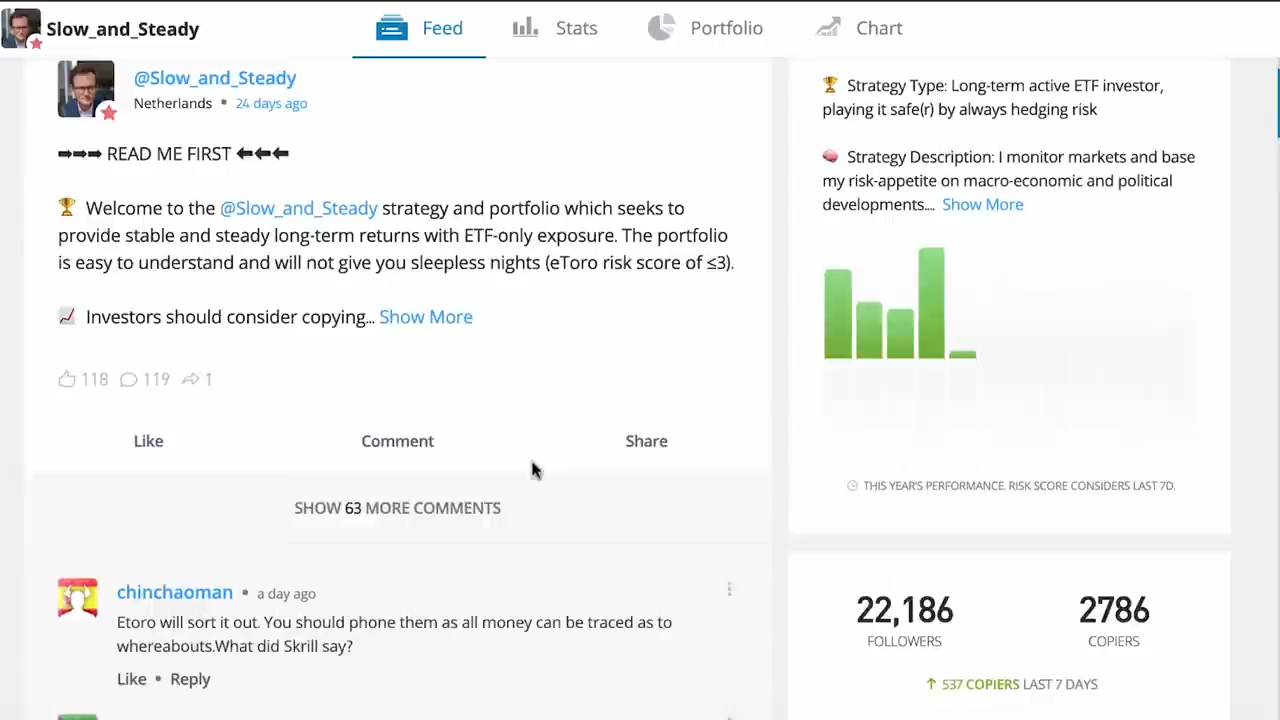 Slow_and_Steady
Feed
Stats
Portfolio
Chart
@Slow_and_Steady
Netherlands • 24 days ago
➡➡➡ READ ME FIRST ⬅⬅⬅
🏆 Welcome to the @Slow_and_Steady strategy and portfolio which seeks to
provide stable and steady long-term returns with ETF-only exposure. The portfolio
is easy to understand and will not give you sleepless nights (eToro risk score of ≤3).
📈 Investors should consider copying... Show More
118 119 1
Like Comment Share
SHOW 63 MORE COMMENTS
chinchaoman • a day ago
Etoro will sort it out. You should phone them as all money can be traced as to
whereabouts.What did Skrill say?
Like • Reply
🏆 Strategy Type: Long-term active ETF investor,
playing it safe(r) by always hedging risk
🧠 Strategy Description: I monitor markets and base
my risk-appetite on macro-economic and political
developments.... Show More
THIS YEAR'S PERFORMANCE. RISK SCORE CONSIDERS LAST 7D.
22,186 2786
FOLLOWERS COPIERS
↑ 537 COPIERS LAST 7 DAYS